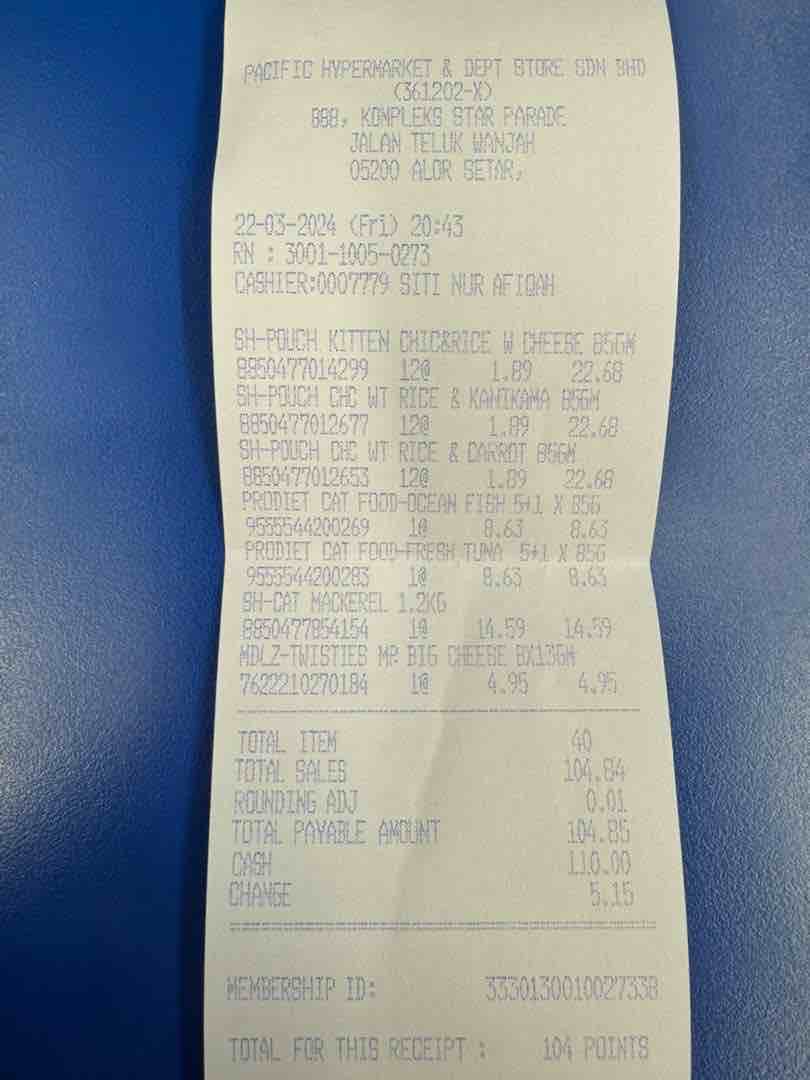 PACIFIC HYPERMARKET & DEPT STORE SDN BHD
(361202-X)
888, KOMPLEKS STAR PARADE
JALAN TELUK WANJAH
05200 ALOR SETAR,
22-03-2024 (Fri) 20:43
RN : 3001-1005-0273
CASHIER:0007779 SITI NUR AFIQAH
SH-POUCH KITTEN CHIC&RICE W CHEESE 85GM
8850477014299 12@ 1.89 22.68
SH-POUCH CHC WT RICE & KANIKAMA 85GM
8850477012677 12@ 1.89 22.68
SH-POUCH CHC WT RICE & CARROT 85GM
8850477012653 12@ 1.89 22.68
PRODIET CAT FOOD-OCEAN FISH 5+1 X 85G
9555544200269 1@ 8.63 8.63
PRODIET CAT FOOD-FRESH TUNA 5+1 X 85G
9555544200283 1@ 8.63 8.63
SH-CAT MACKEREL 1.2KG
8850477854154 1@ 14.59 14.59
MDLZ-TWISTIES MR BIG CHEESE 8X13GM
7622210270184 1@ 4.95 4.95
TOTAL ITEM 40
TOTAL SALES 104.84
ROUNDING ADJ 0.01
TOTAL PAYABLE AMOUNT 104.85
CASH 110.00
CHANGE 5.15
MEMBERSHIP ID: 3330130010027338
TOTAL FOR THIS RECEIPT : 104 POINTS